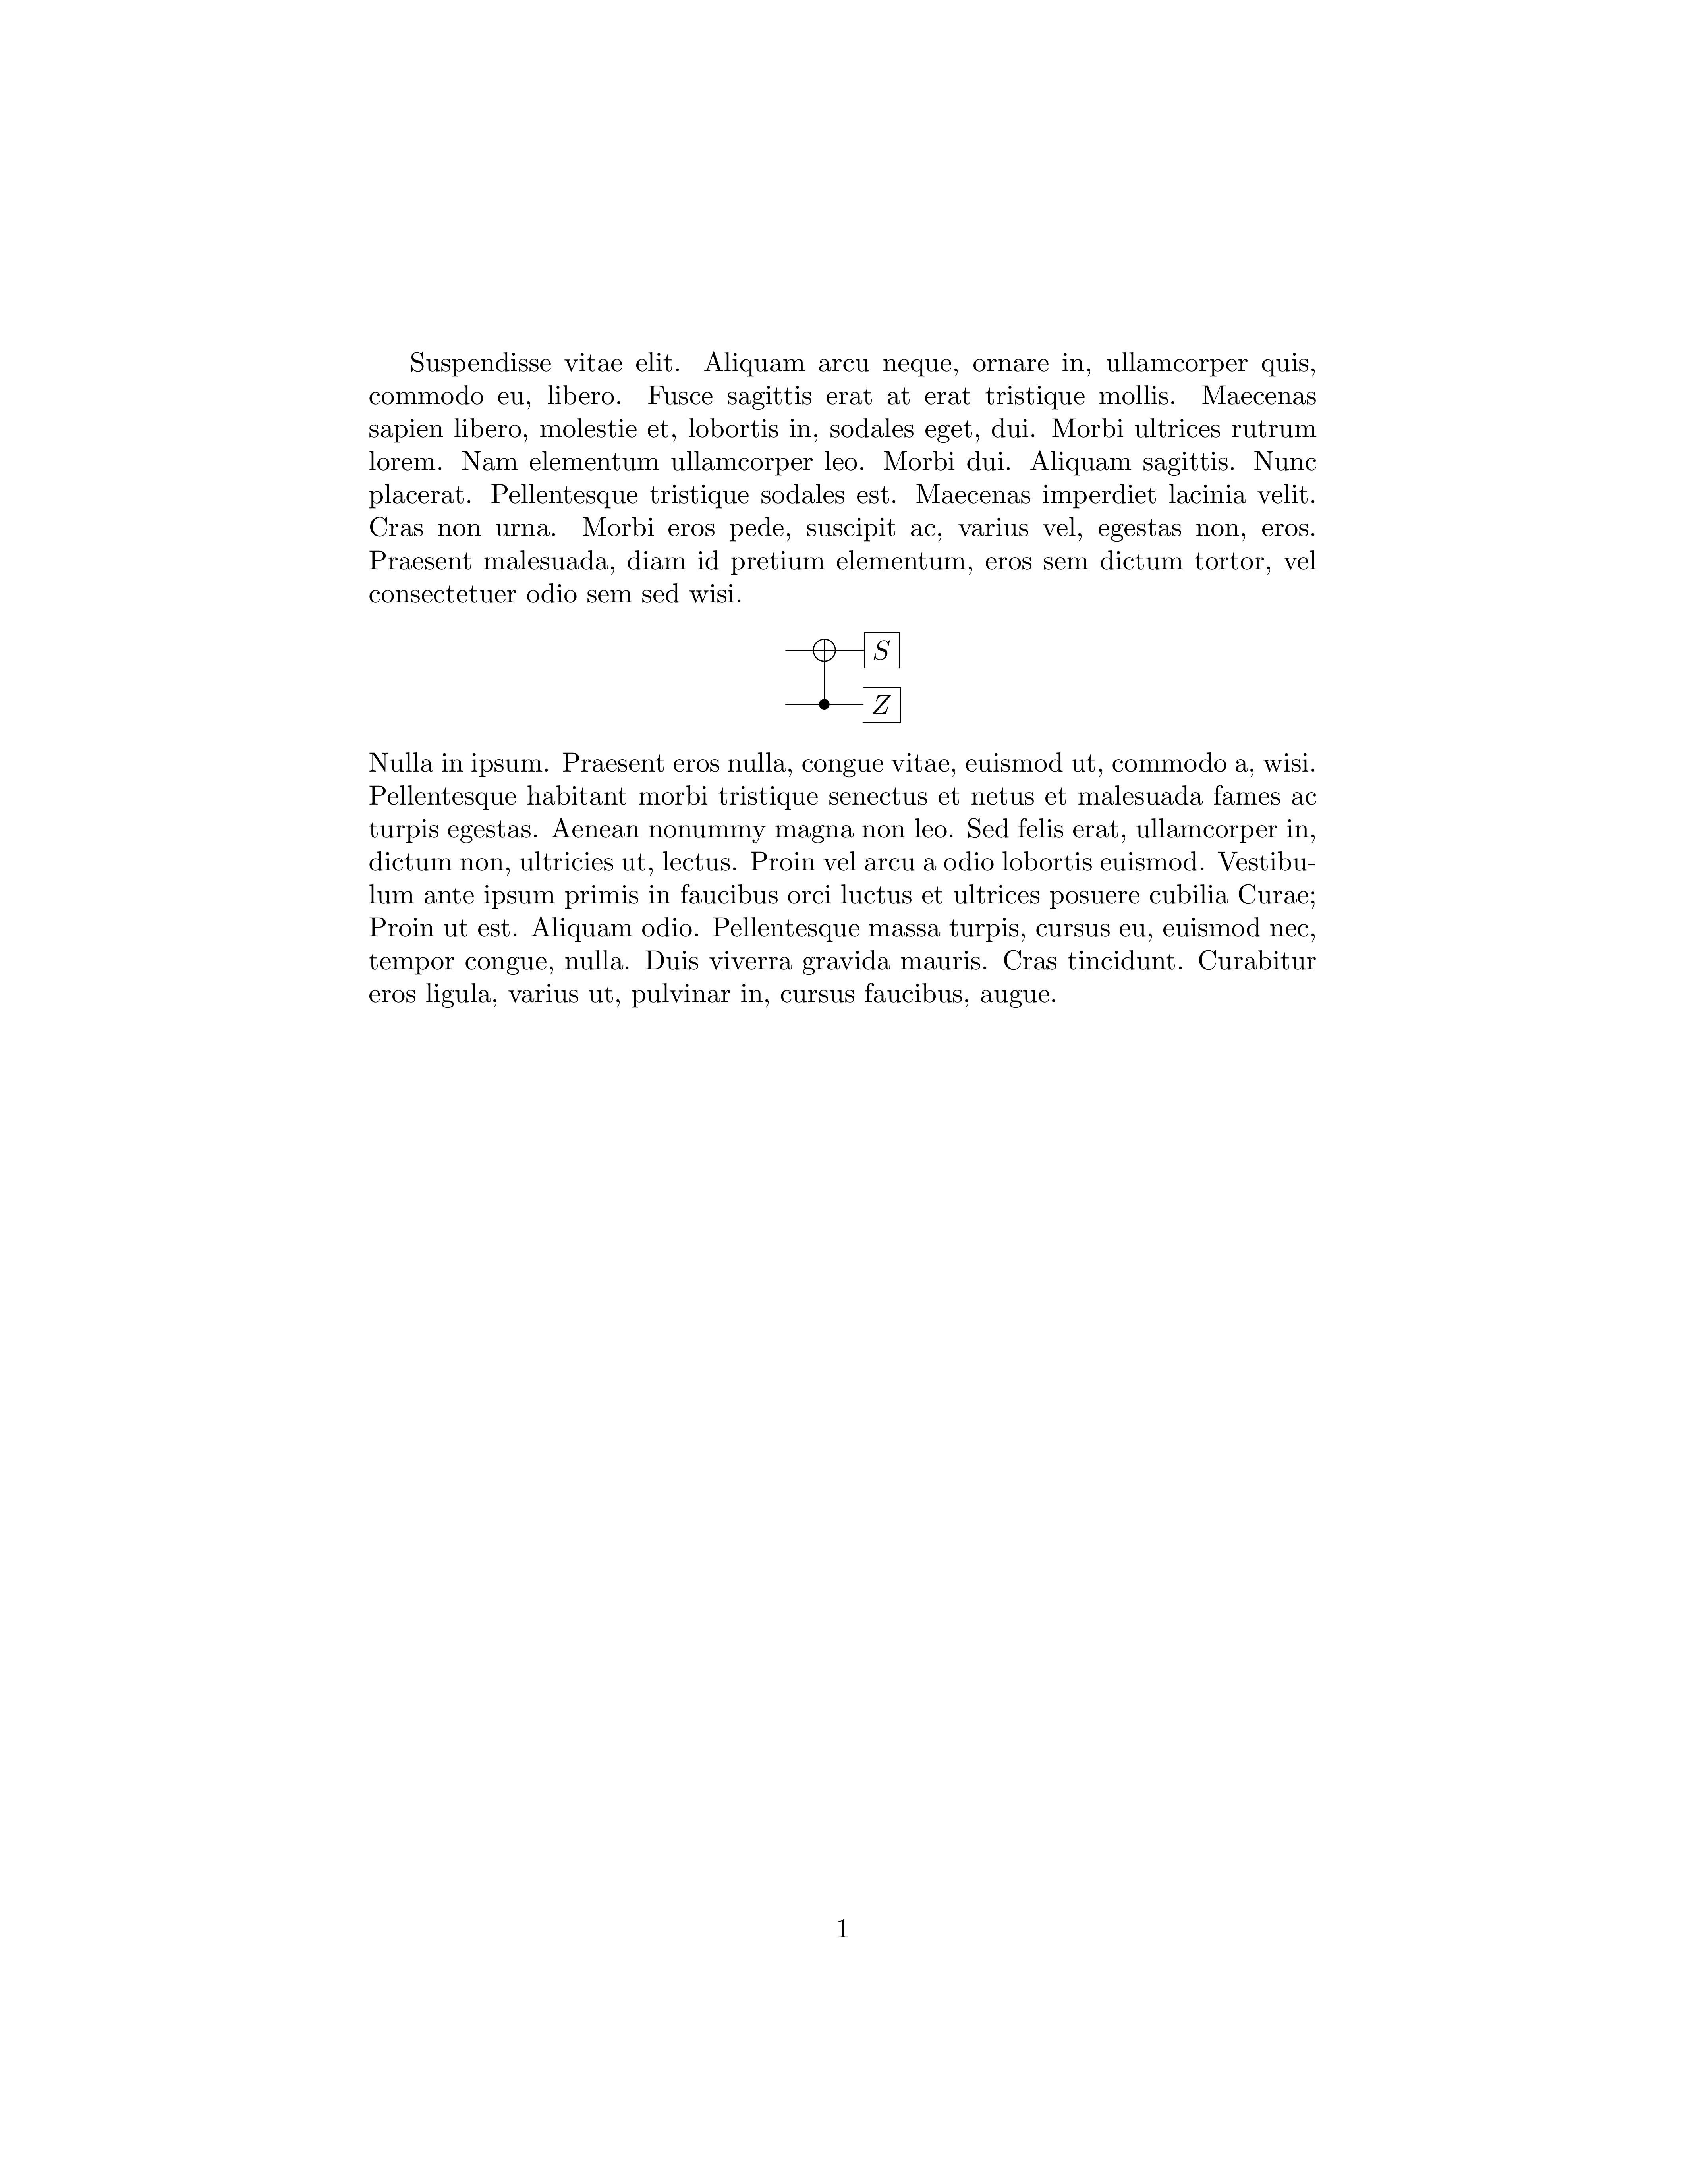 Suspendisse vitae elit. Aliquam arcu neque, ornare in, ullamcorper quis,
commodo eu, libero. Fusce sagittis erat at erat tristique mollis. Maecenas
sapien libero, molestie et, lobortis in, sodales eget, dui. Morbi ultrices rutrum
lorem. Nam elementum ullamcorper leo. Morbi dui. Aliquam sagittis. Nunc
placerat. Pellentesque tristique sodales est. Maecenas imperdiet lacinia velit.
Cras non urna. Morbi eros pede, suscipit ac, varius vel, egestas non, eros.
Praesent malesuada, diam id pretium elementum, eros sem dictum tortor, vel
consectetuer odio sem sed wisi.
S
Z
Nulla in ipsum. Praesent eros nulla, congue vitae, euismod ut, commodo a, wisi.
Pellentesque habitant morbi tristique senectus et netus et malesuada fames ac
turpis egestas. Aenean nonummy magna non leo. Sed felis erat, ullamcorper in,
dictum non, ultricies ut, lectus. Proin vel arcu a odio lobortis euismod. Vestibu-
lum ante ipsum primis in faucibus orci luctus et ultrices posuere cubilia Curae;
Proin ut est. Aliquam odio. Pellentesque massa turpis, cursus eu, euismod nec,
tempor congue, nulla. Duis viverra gravida mauris. Cras tincidunt. Curabitur
eros ligula, varius ut, pulvinar in, cursus faucibus, augue.
1